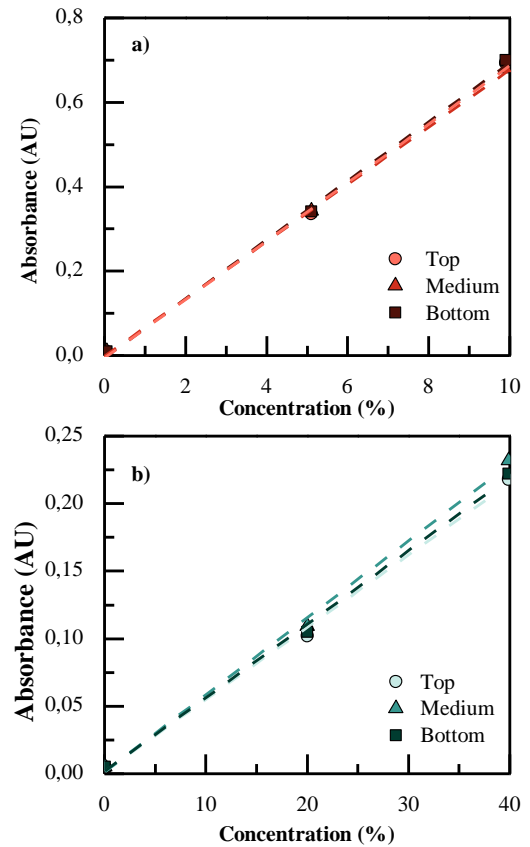 a)
Absorbance (AU)
0,8
0,6
0,4
0,2
0,0
Top
Medium
Bottom
0 2 4 6 8 10
Concentration (%)
b)
Absorbance (AU)
0,25
0,20
0,15
0,10
0,05
0,00
Top
Medium
Bottom
0 10 20 30 40
Concentration (%)